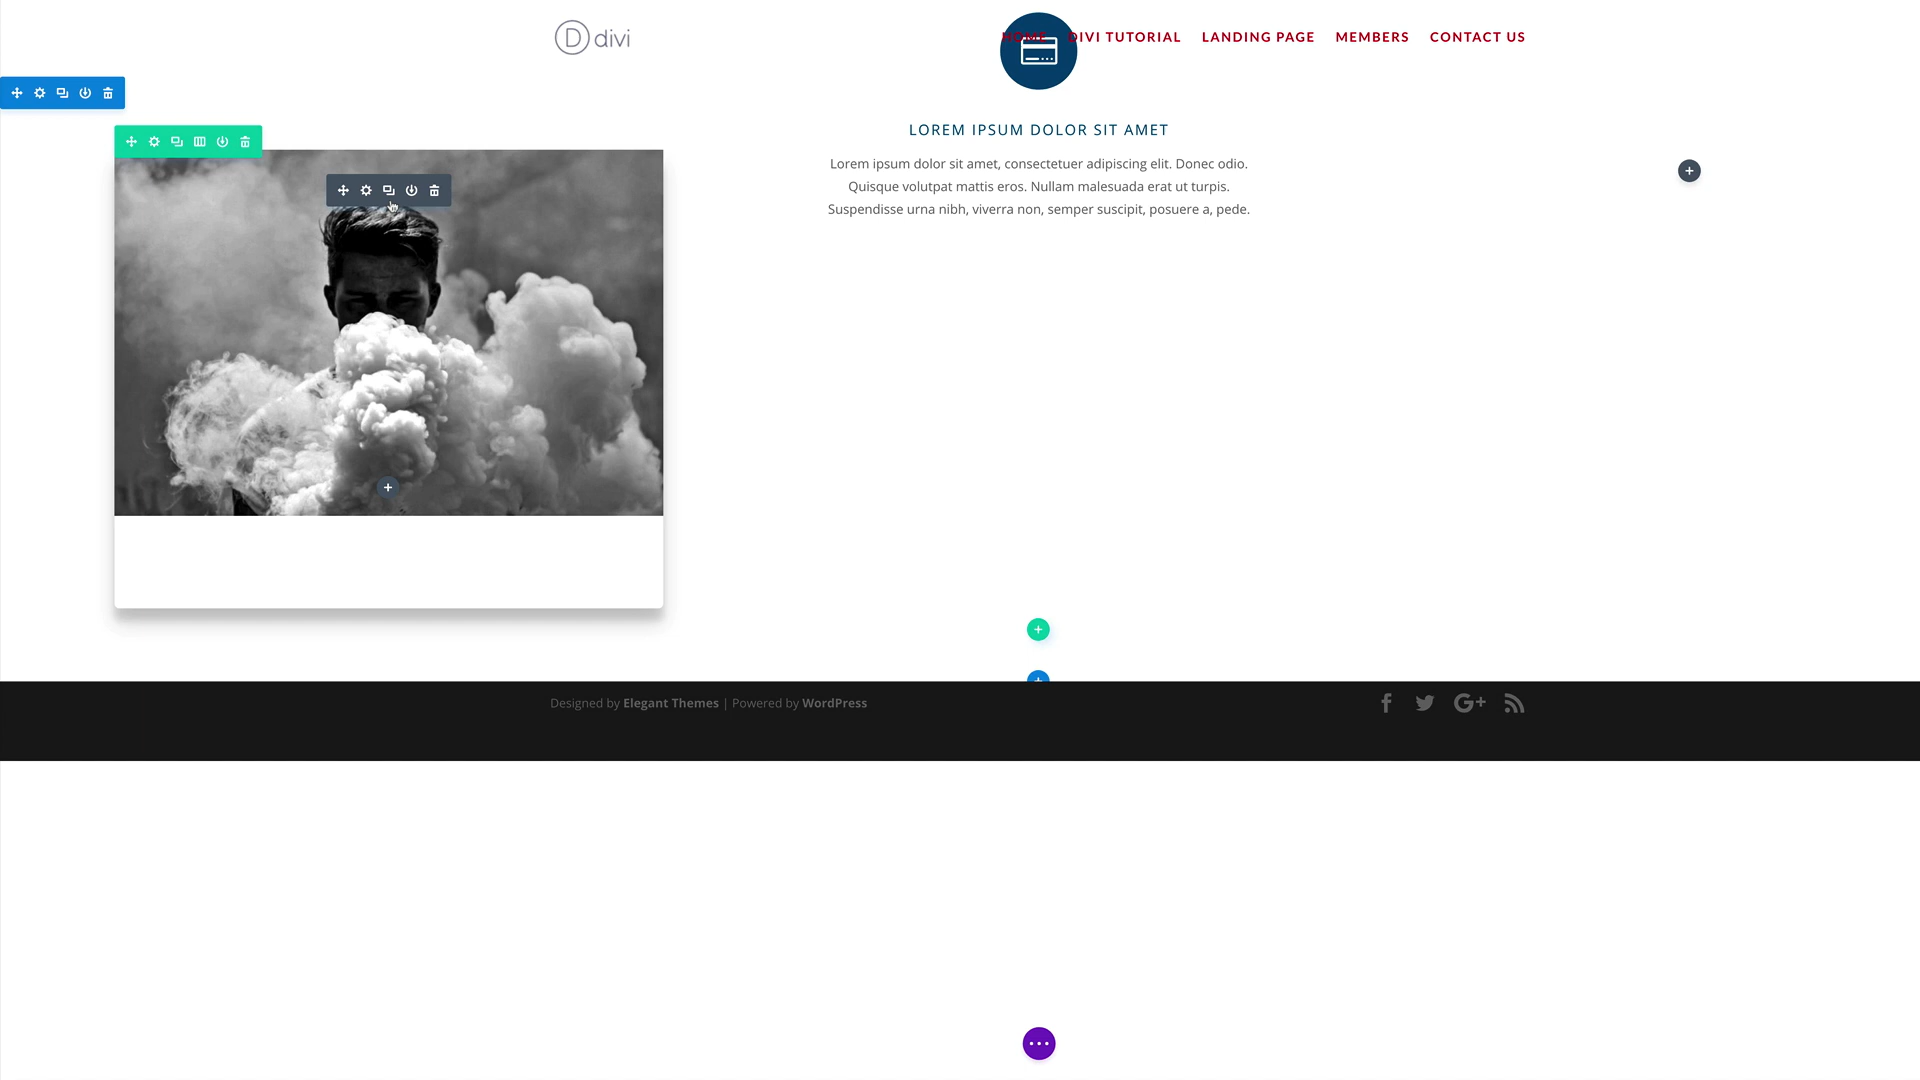 divi
HOME DIVI TUTORIAL LANDING PAGE MEMBERS CONTACT US
LOREM IPSUM DOLOR SIT AMET
Lorem ipsum dolor sit amet, consectetuer adipiscing elit. Donec odio.
Quisque volutpat mattis eros. Nullam malesuada erat ut turpis.
Suspendisse urna nibh, viverra non, semper suscipit, posuere a, pede.
Designed by Elegant Themes | Powered by WordPress